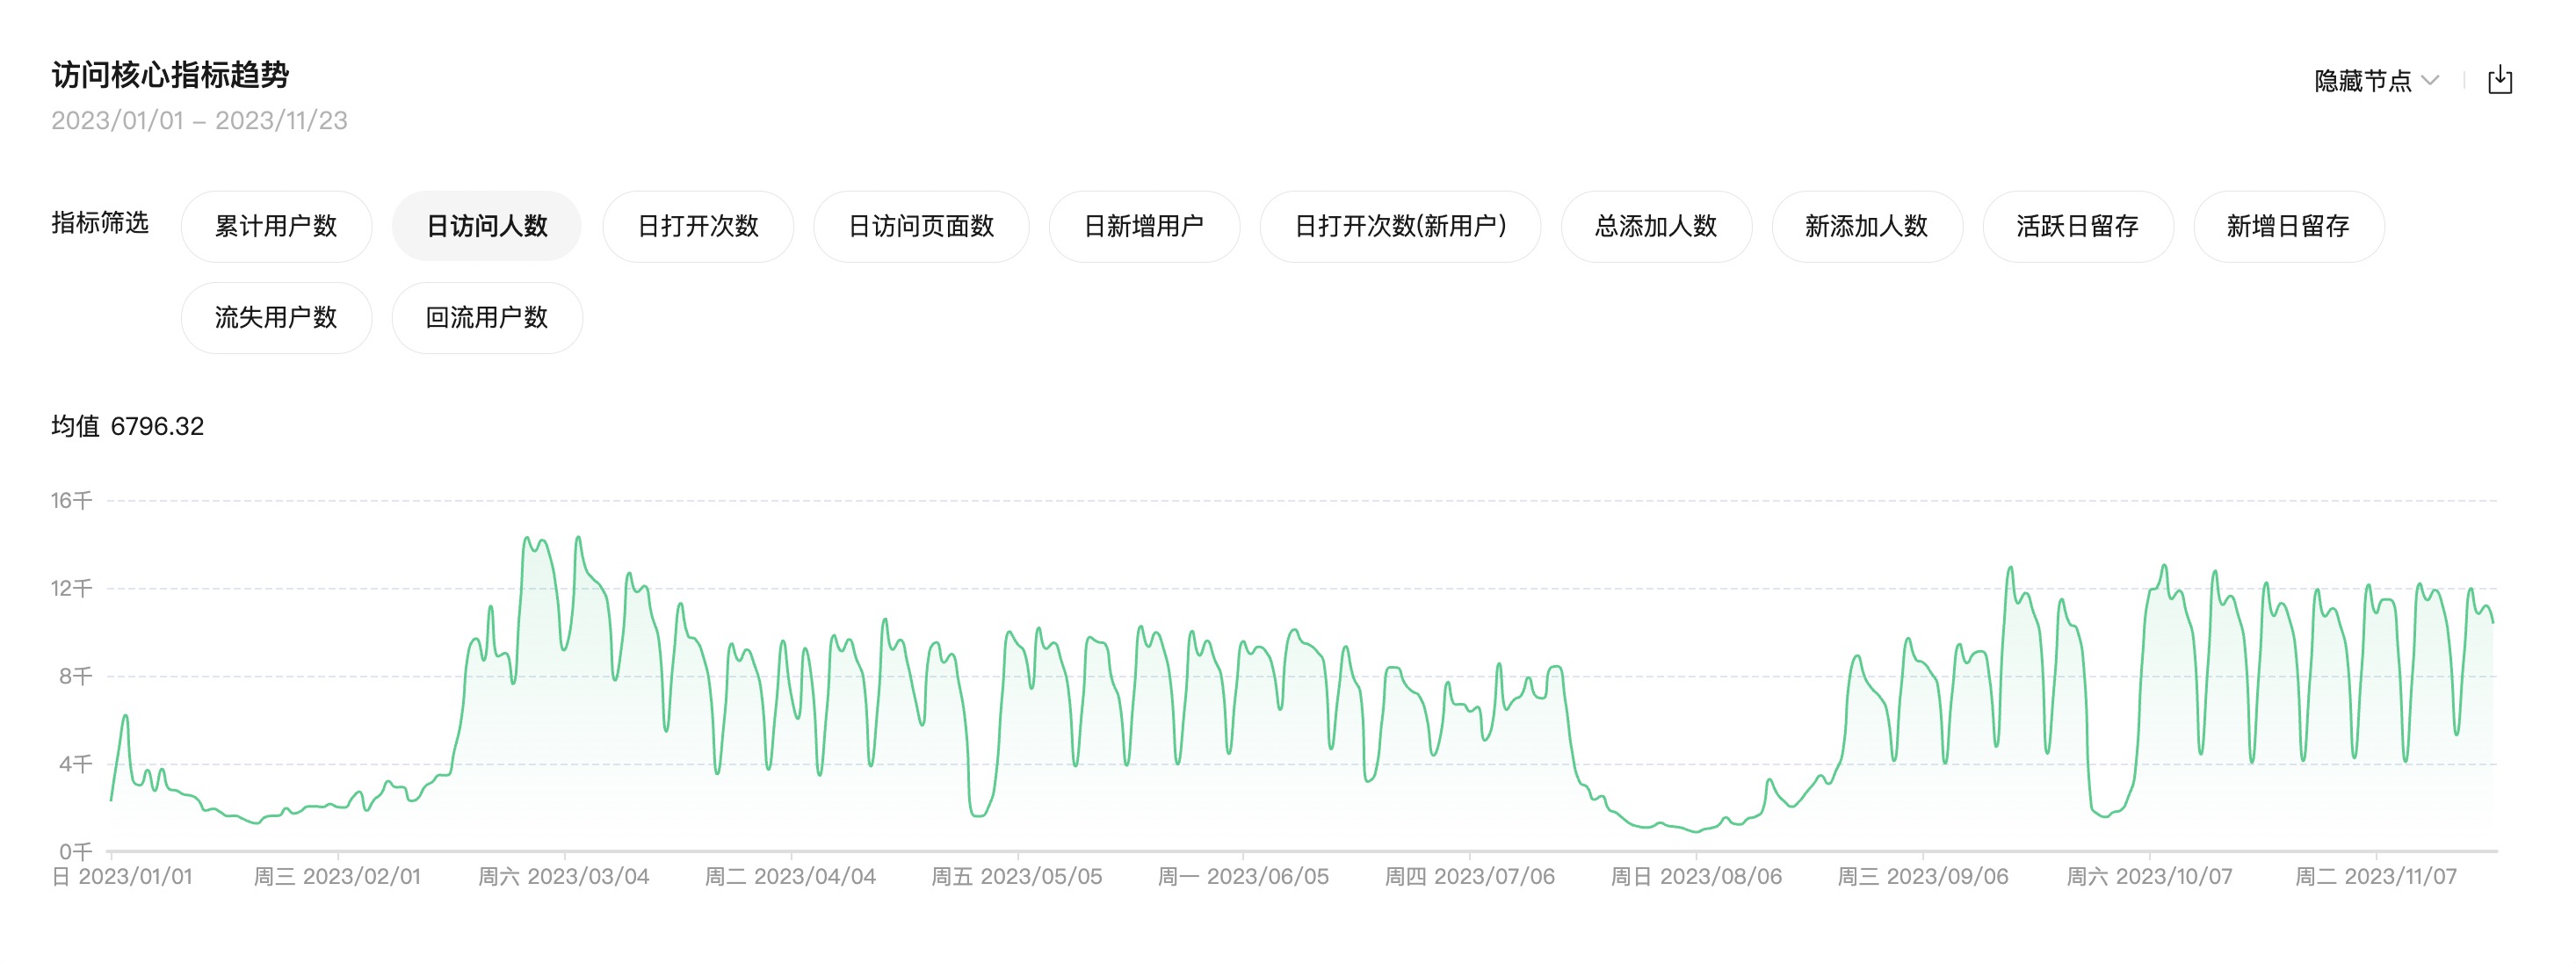 访问核心指标趋势
隐藏节点
2023/01/01 – 2023/11/23
指标筛选 累计用户数 日访问人数 日打开次数 日访问页面数 日新增用户 日打开次数(新用户) 总添加人数 新添加人数 活跃日留存 新增日留存
流失用户数 回流用户数
均值 6796.32
16千
12千
8千
4千
0千
日 2023/01/01 周三 2023/02/01 周六 2023/03/04 周二 2023/04/04 周五 2023/05/05 周一 2023/06/05 周四 2023/07/06 周日 2023/08/06 周三 2023/09/06 周六 2023/10/07 周二 2023/11/07